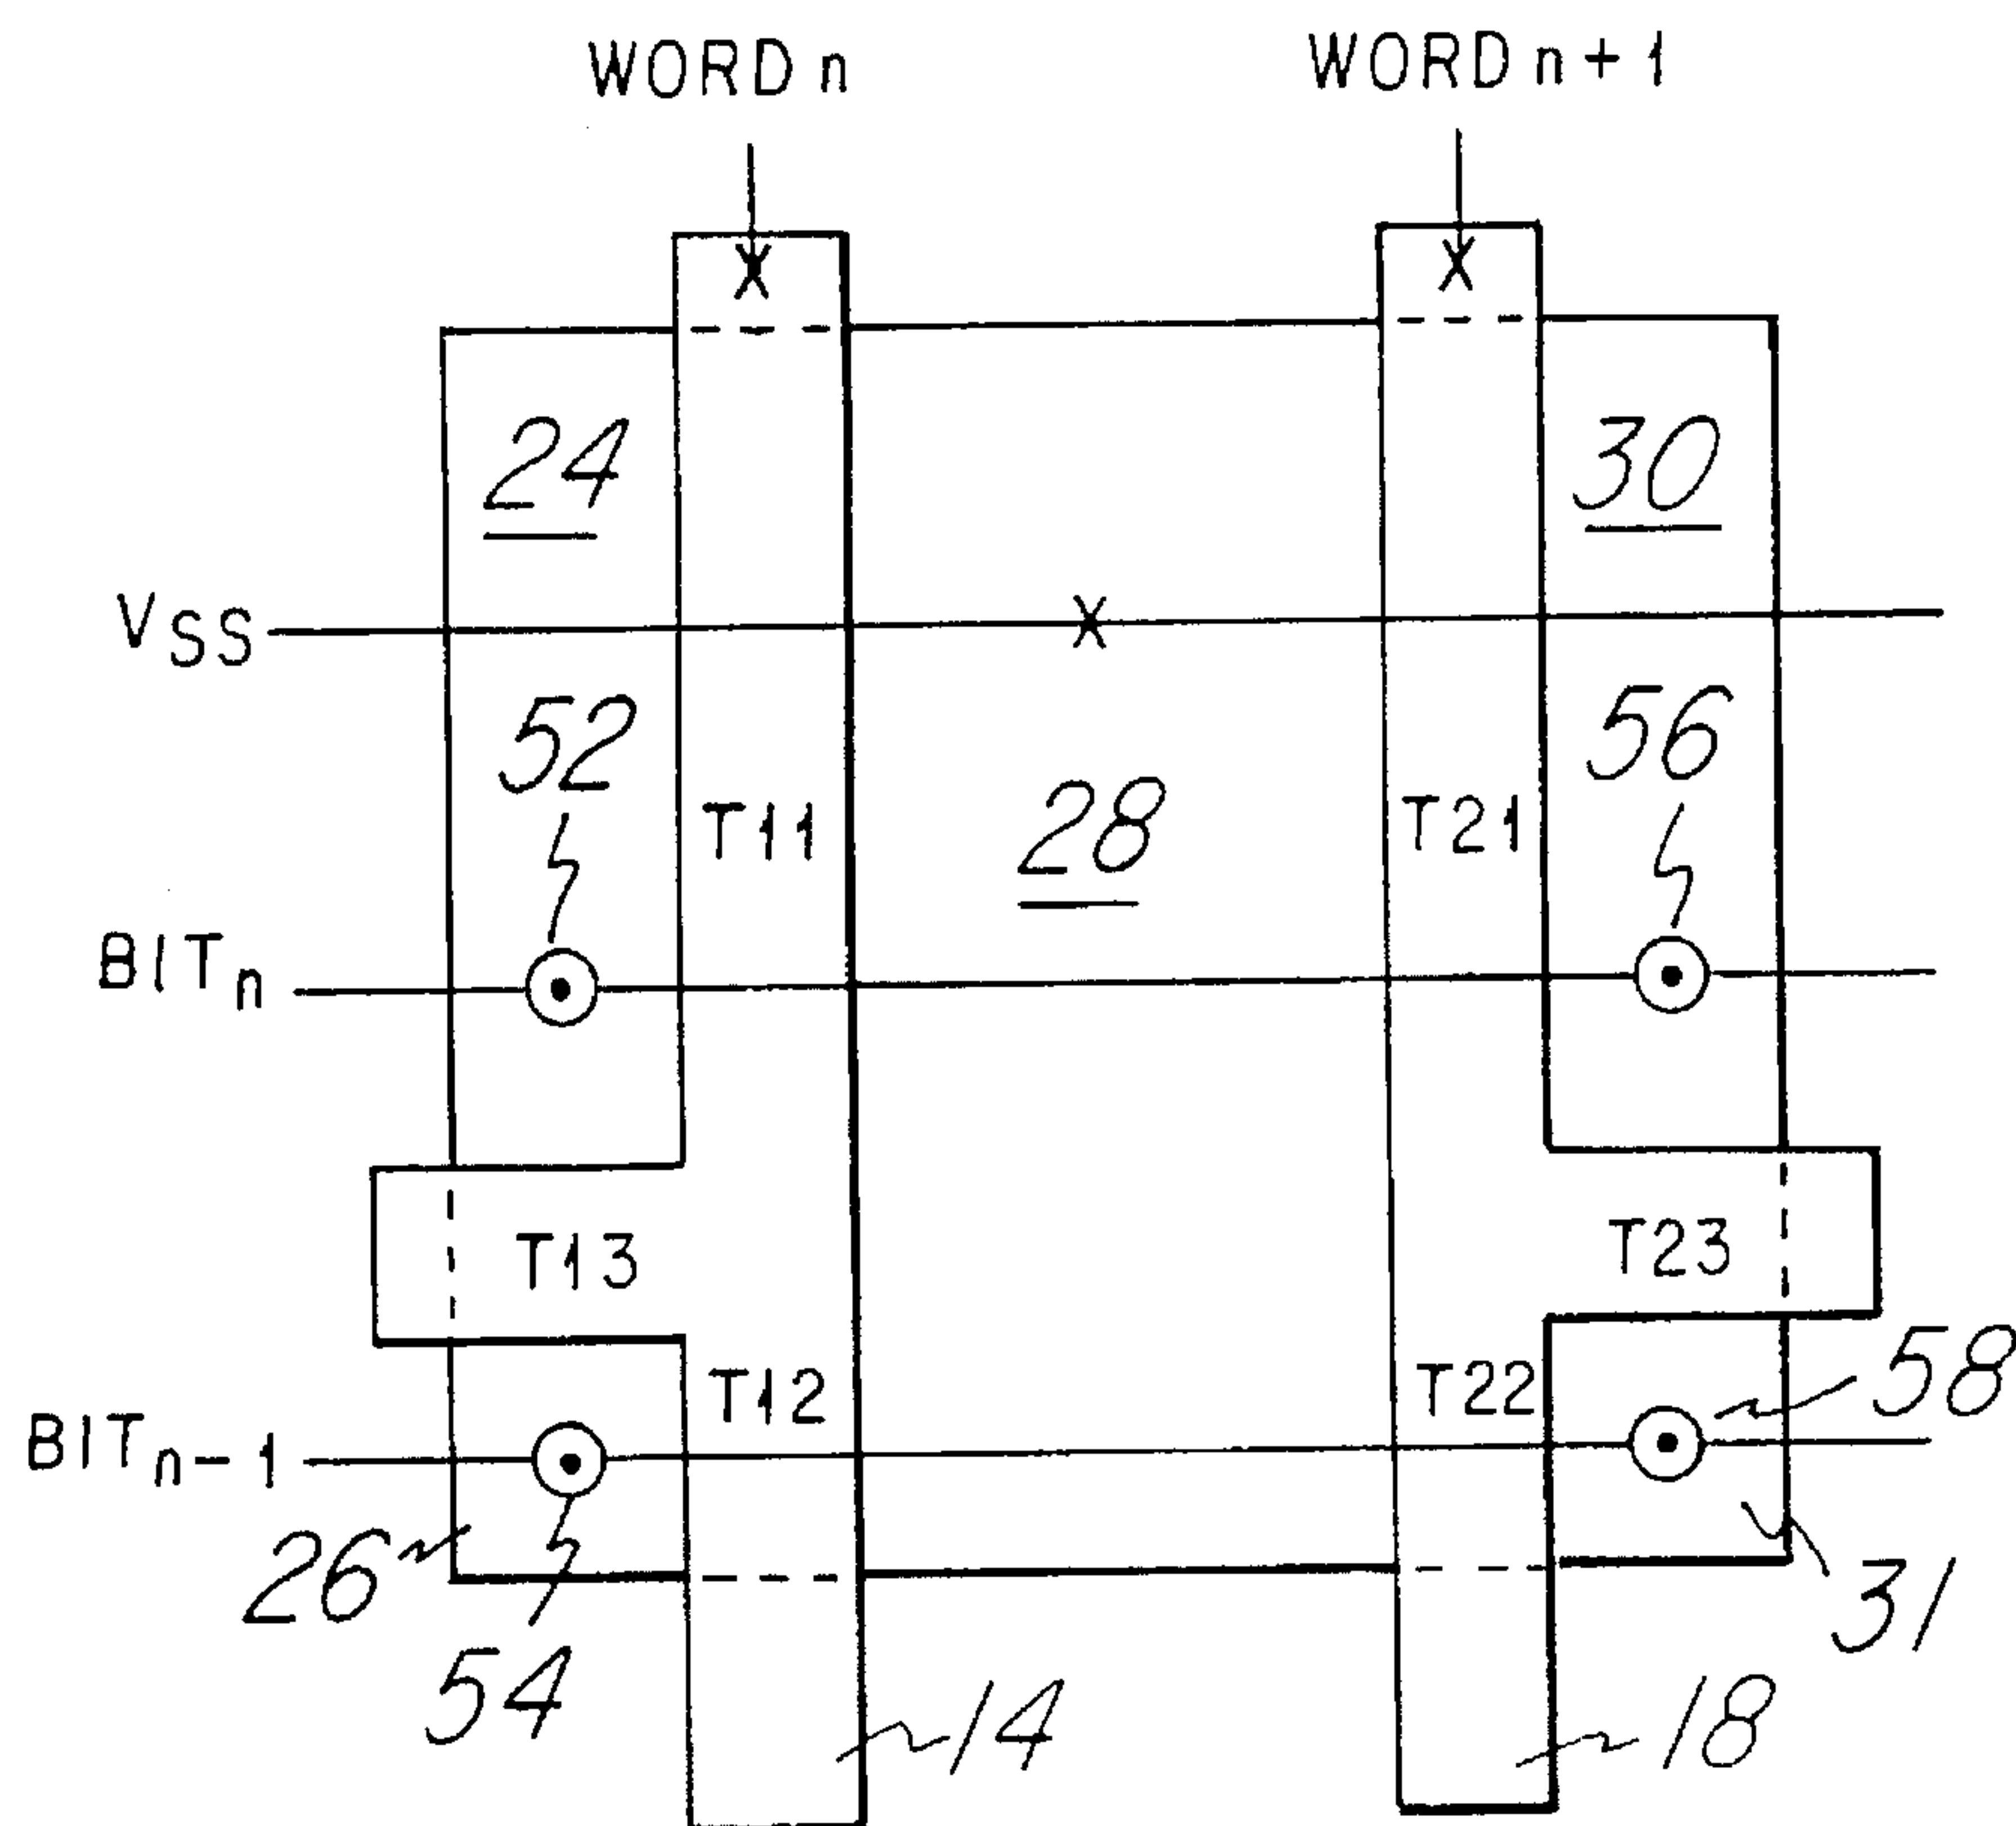 WORD n
WORD n + 1
24
30
VSS
52
56
T11
T21
28
BITn
T13
T23
T12
T22
58
BITn-1
26
54
31
14
18